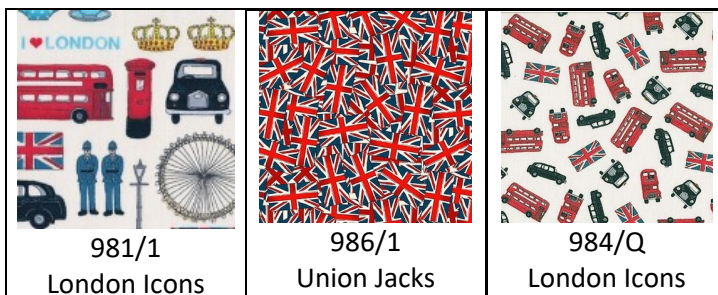 I ❤ LONDON
981/1
London Icons
986/1
Union Jacks
984/Q
London Icons